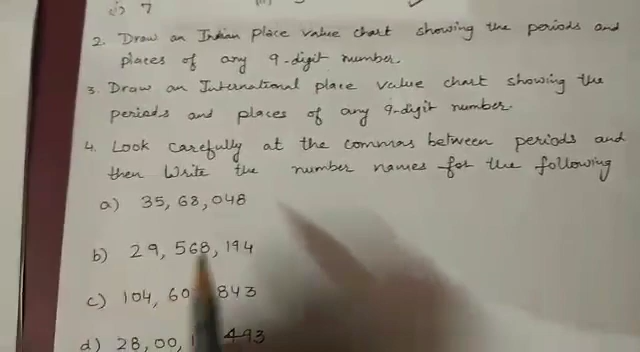 7
2. Draw an Indian place value chart showing the periods and
places of any 9-digit number.
3. Draw an International place value chart showing the
periods and places of any 9-digit number.
4. Look carefully at the commas between periods and
then Write the number names for the following
a) 35, 68, 048
b) 29, 568, 194
c) 104, 843
d) 28, 00, 493